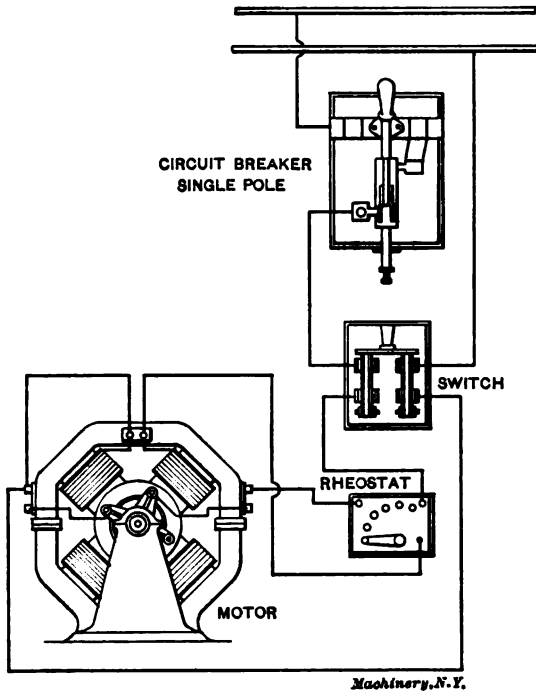 CIRCUIT BREAKER
SINGLE POLE
SWITCH
RHEOSTAT
MOTOR
Machinery, N.Y.